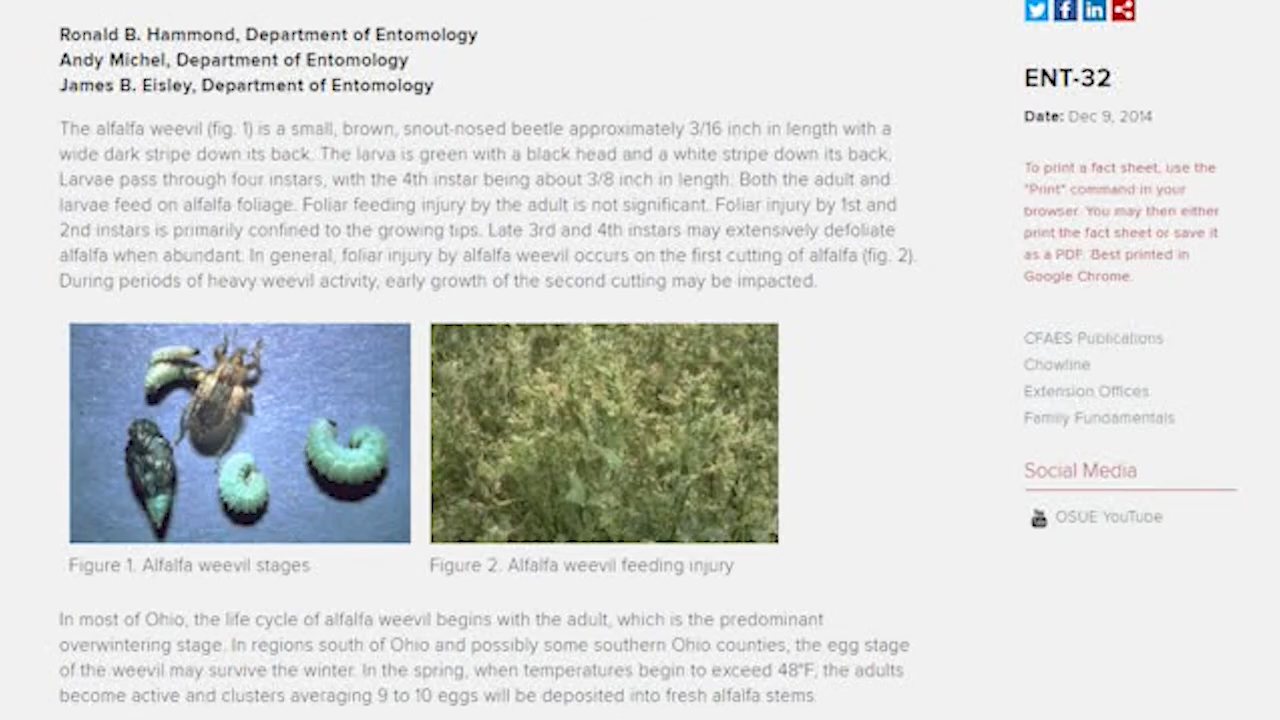 Ronald B. Hammond, Department of Entomology
Andy Michel, Department of Entomology
James B. Eisley, Department of Entomology
The alfalfa weevil (fig. 1) is a small, brown, snout-nosed beetle approximately 3/16 inch in length with a
wide dark stripe down its back. The larva is green with a black head and a white stripe down its back.
Larvae pass through four instars, with the 4th instar being about 3/8 inch in length. Both the adult and
larvae feed on alfalfa foliage. Foliar feeding injury by the adult is not significant. Foliar injury by 1st and
2nd instars is primarily confined to the growing tips. Late 3rd and 4th instars may extensively defoliate
alfalfa when abundant. In general, foliar injury by alfalfa weevil occurs on the first cutting of alfalfa (fig. 2).
During periods of heavy weevil activity, early growth of the second cutting may be impacted.
Figure 1. Alfalfa weevil stages
Figure 2. Alfalfa weevil feeding injury
In most of Ohio, the life cycle of alfalfa weevil begins with the adult, which is the predominant
overwintering stage. In regions south of Ohio and possibly some southern Ohio counties, the egg stage
of the weevil may survive the winter. In the spring, when temperatures begin to exceed 48°F, the adults
become active and clusters averaging 9 to 10 eggs will be deposited into fresh alfalfa stems.
ENT-32
Date: Dec 9, 2014
To print a fact sheet, use the
"Print" command in your
browser. You may then either
print the fact sheet or save it
as a PDF. Best printed in
Google Chrome.
CFAES Publications
Chowline
Extension Offices
Family Fundamentals
Social Media
OSUE YouTube